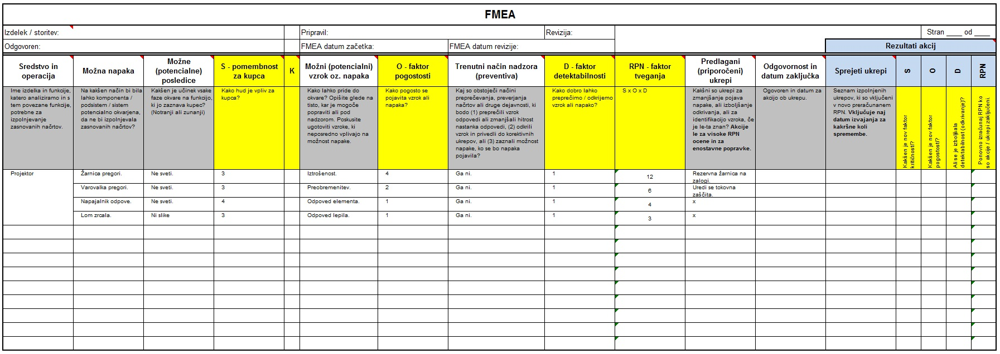 FMEA
Izdelek / storitev:
Pripravil:
Revizija:
Stran ____ od ____
Odgovoren:
FMEA datum začetka:
FMEA datum revizije:
Rezultati akcij
Sredstvo in
operacija
Možna napaka
Možne
(potencialne)
posledice
S - pomembnost
za kupca
K
Možni (potencialni)
vzrok oz. napaka
O - faktor
pogostosti
Trenutni način nadzora
(preventiva)
D - faktor
detektabilnosti
RPN - faktor
tveganja
Predlagani
(priporočeni)
ukrepi
Odgovornost in
datum zaključka
Sprejeti ukrepi
S
O
D
RPN
Ime izdelka in funkcije,
katero analiziramo in s
tem povezane funkcije,
potrebne za
izpolnjevanje
zasnovanih načrtov.
Na kakšen način bi bila
lahko komponenta /
podsistem / sistem
potencialno okvarjena,
da ne bi izpolnjevala
zasnovanih načrtov?
Kakšen je učinek vsake
faze okvare na funkcijo,
ki jo zaznava kupec?
(Notranji ali zunanji)
Kako hud je vpliv za
kupca?
Kako lahko pride do
okvare? Opišite glede na
tisto, kar je mogoče
popraviti ali pod
nadzorom. Poskusite
ugotoviti vzroke, ki
neposredno vplivajo na
možnost napake.
Kako pogosto se
pojavita vzrok ali
napaka?
Kaj so obstoječi načini
preprečevanja, preverjanja
načrtov ali druge dejavnosti, ki
bodo (1) preprečili vzrok
odpovedi ali zmanjšali hitrost
nastanka odpovedi, (2) odkrili
vzrok in privedli do korektivnih
ukrepov, ali (3) zaznali možnost
napake, ko se bo napaka
pojavila?
Kako dobro lahko
preprečimo / odkrijemo
vzrok ali napako?
S x O x D
Kakšni so ukrepi za
zmanjšanje pojava
napake, ali izboljšanje
odkrivanja, ali za
identifikacijo vzroka, če
je le-ta znan? Akcije
le za visoke RPN
ocene in za
enostavne popravke.
Ogovoren in datum za
akcijo ob ukrepu.
Seznam izpolnjenih
ukrepov, ki so vključeni
v novo preračunanem
RPN. Vključuje naj
datum izvajanja za
kakršne koli
spremembe.
Kakšen je nov faktor
kritičnosti?
Kakšen je nov faktor
pogostosti?
Ali se je izboljšala
detektabilnost (odkrivanje)?
Ponovno izračunaj RPN ko
so akcije / ukrepi zaključeni.
Projektor
Žarnica pregori.
Ne sveti.
3
Iztrošenost.
4
Ga ni.
1
12
Rezervna žarnica na
zalogi.
Varovalka pregori.
Ne sveti.
3
Preobremenitev.
2
Ga ni.
1
6
Uredi se tokovna
zaščita.
Napajalnik odpove.
Ne sveti.
4
Odpoved elementa.
1
Ga ni.
1
4
x
Lom zrcala.
Ni slike
3
Odpoved lepila.
1
Ga ni.
1
3
x